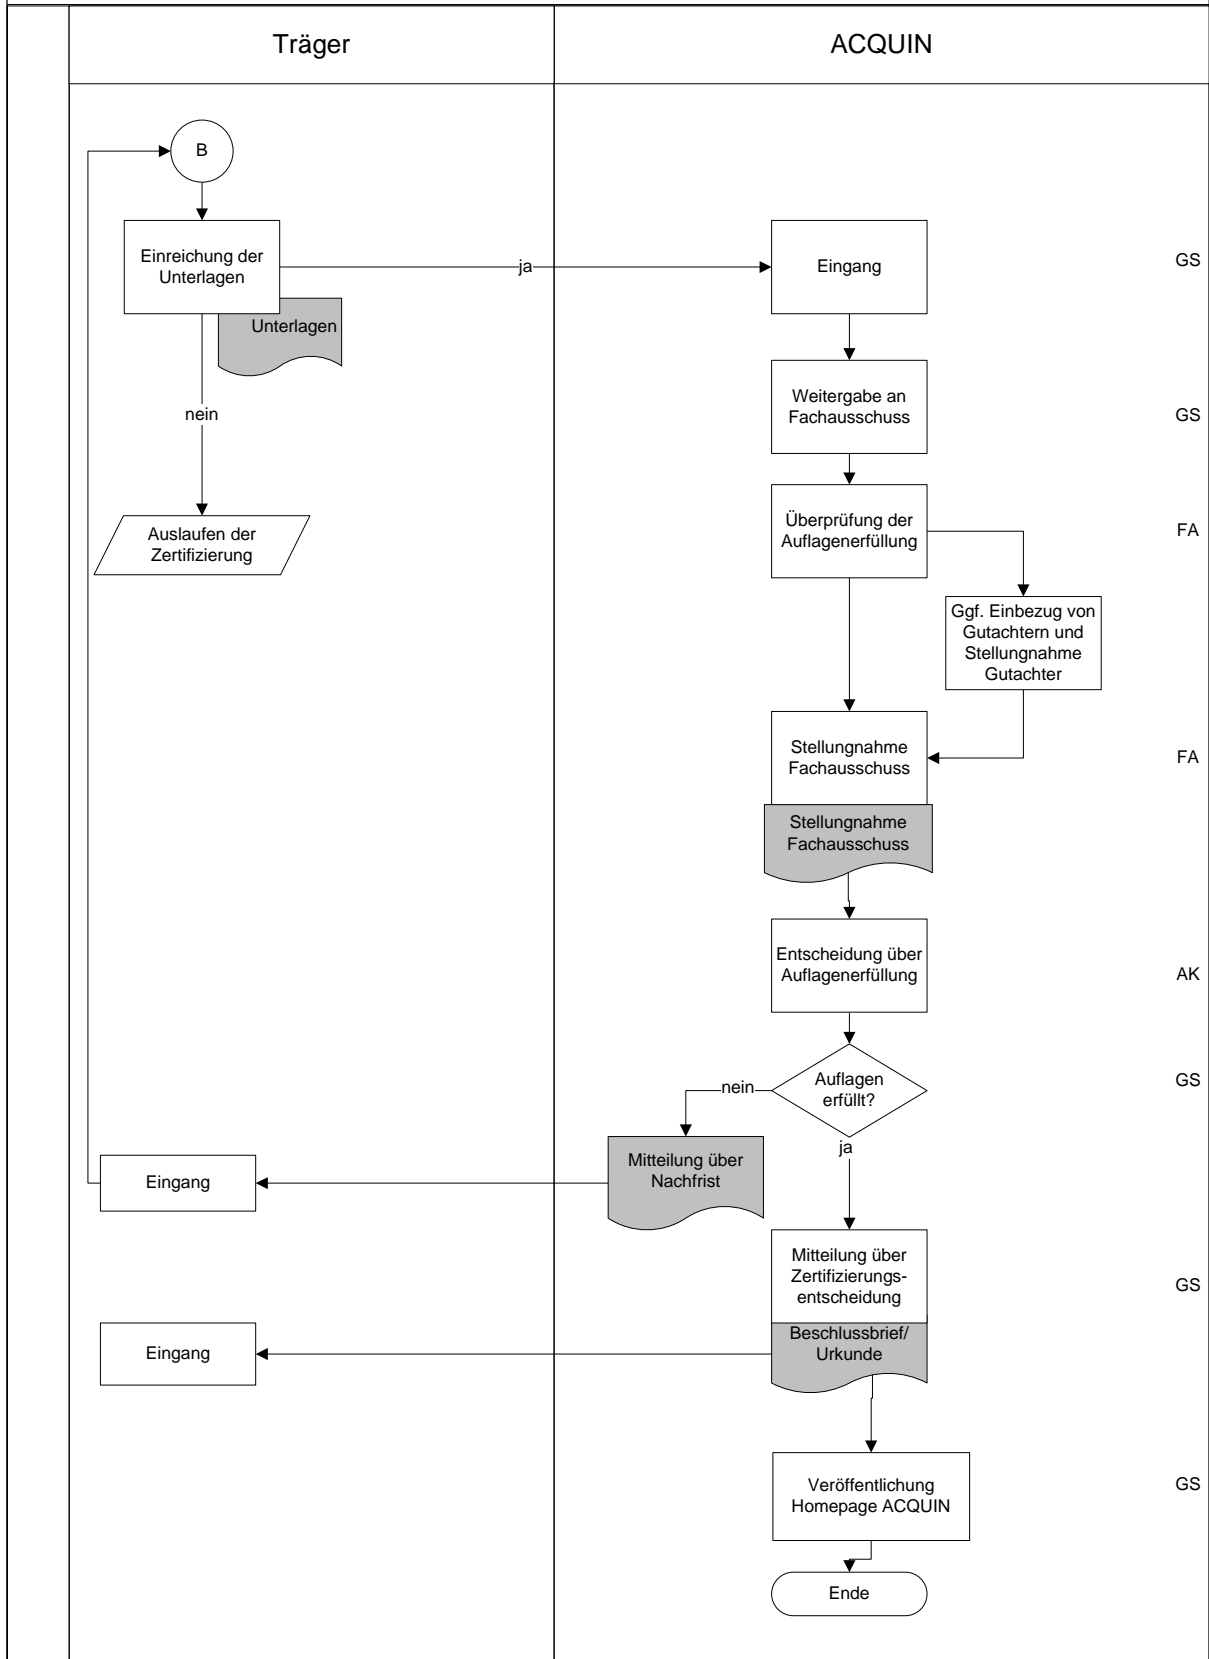 Träger
ACQUIN
B
Einreichung der
Unterlagen
ja
Eingang
GS
Unterlagen
nein
Weitergabe an
Fachausschuss
GS
Auslaufen der
Zertifizierung
Überprüfung der
Auflagenerfüllung
FA
Ggf. Einbezug von
Gutachtern und
Stellungnahme
Gutachter
Stellungnahme
Fachausschuss
FA
Stellungnahme
Fachausschuss
Entscheidung über
Auflagenerfüllung
AK
Auflagen
erfüllt?
GS
nein
ja
Mitteilung über
Nachfrist
Eingang
Mitteilung über
Zertifizierungs-
entscheidung
GS
Beschlussbrief/
Urkunde
Eingang
Veröffentlichung
Homepage ACQUIN
GS
Ende